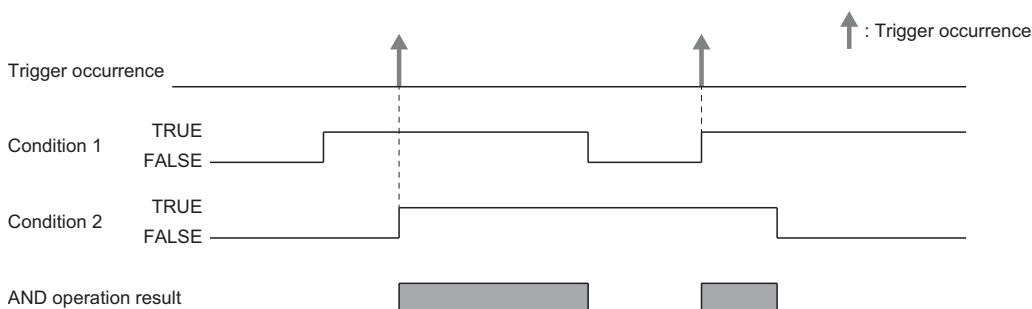 : Trigger occurrence
Trigger occurrence
Condition 1
TRUE
FALSE
Condition 2
TRUE
FALSE
AND operation result